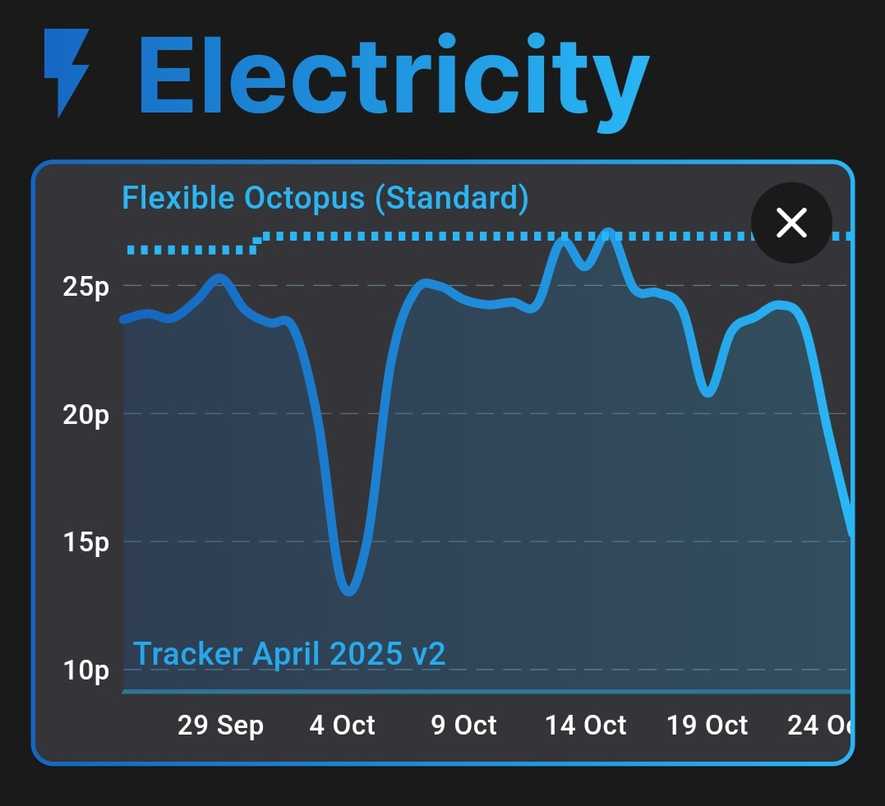 Electricity
Flexible Octopus (Standard)
25p
20p
15p
Tracker April 2025 v2
10p
29 Sep 4 Oct 9 Oct 14 Oct 19 Oct 24 O